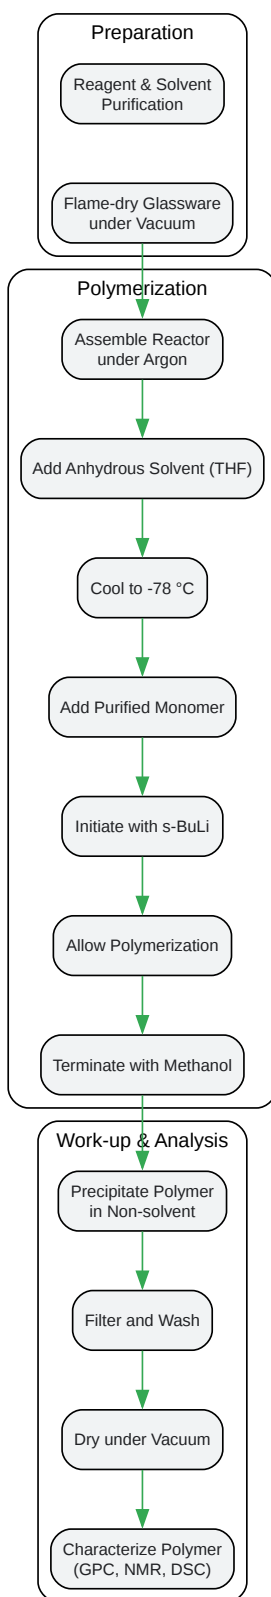 Preparation
Reagent & Solvent
Purification
Flame-dry Glassware
under Vacuum
Polymerization
Assemble Reactor
under Argon
Add Anhydrous Solvent (THF)
Cool to -78 °C
Add Purified Monomer
Initiate with s-BuLi
Allow Polymerization
Terminate with Methanol
Work-up & Analysis
Precipitate Polymer
in Non-solvent
Filter and Wash
Dry under Vacuum
Characterize Polymer
(GPC, NMR, DSC)